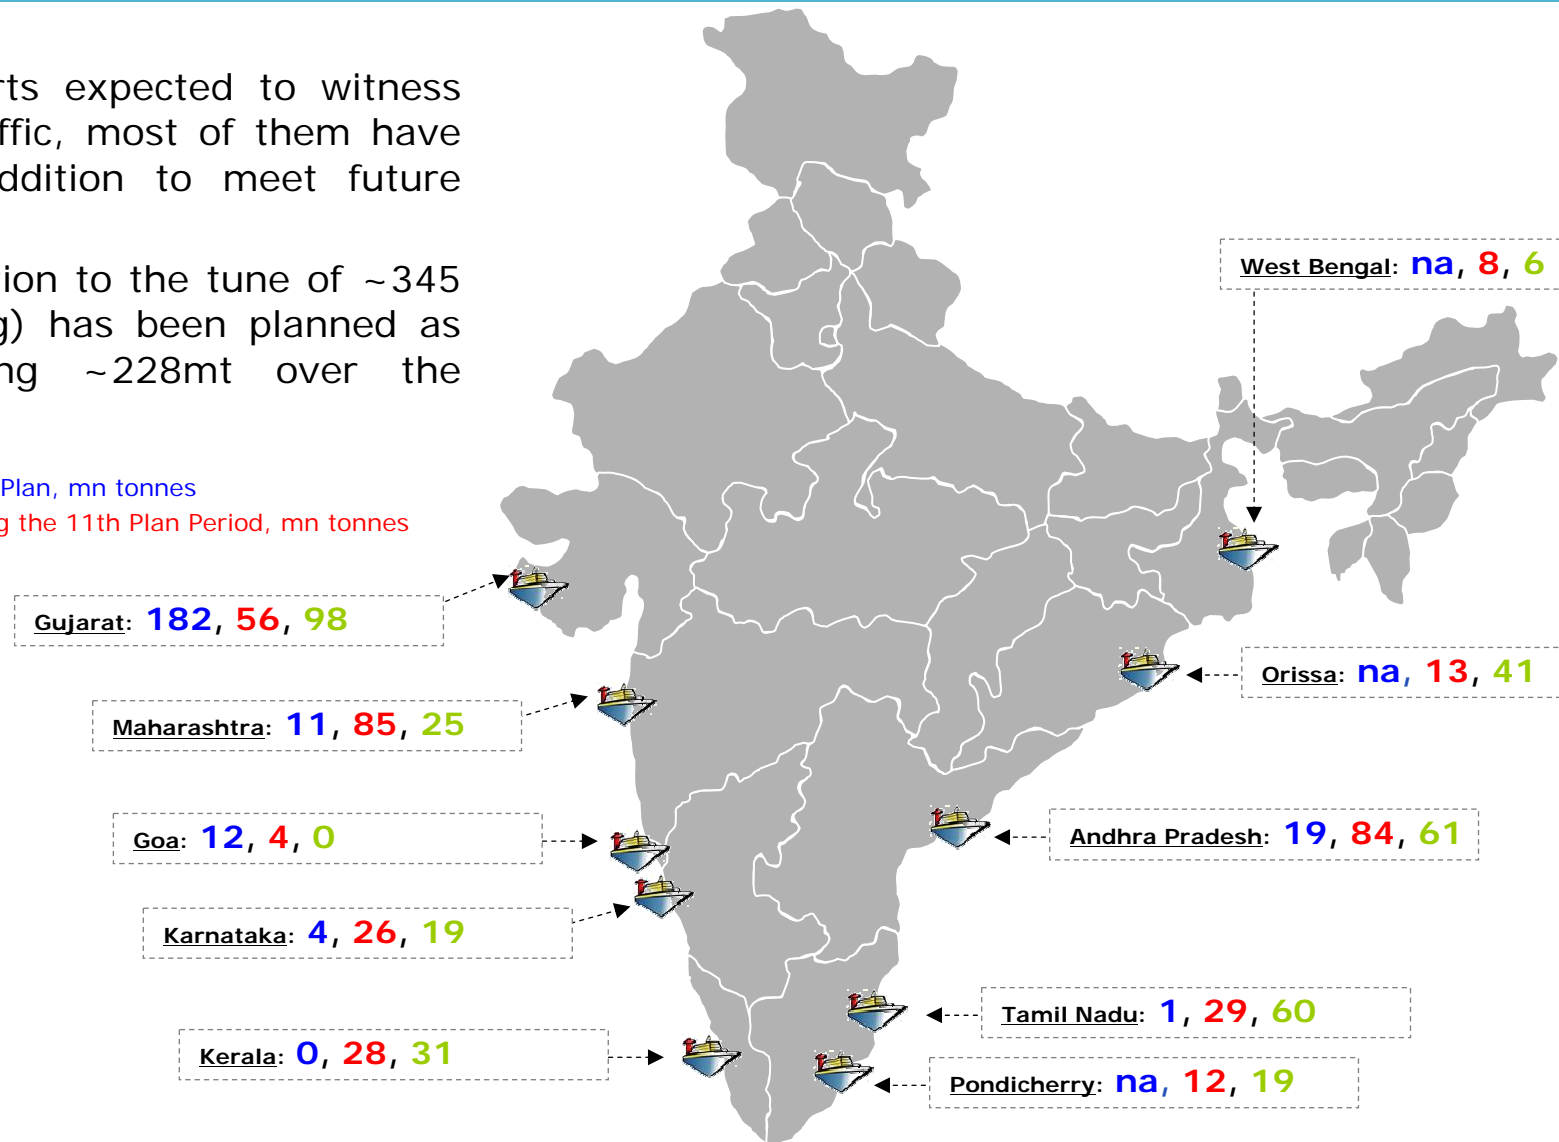 rts expected to witness
ffic, most of them have
ddition to meet future
ion to the tune of ~345
g) has been planned as
ng ~228mt over the
Plan, mn tonnes
g the 11th Plan Period, mn tonnes
West Bengal: na, 8, 6
Gujarat: 182, 56, 98
Orissa: na, 13, 41
Maharashtra: 11, 85, 25
Goa: 12, 4, 0
Andhra Pradesh: 19, 84, 61
Karnataka: 4, 26, 19
Tamil Nadu: 1, 29, 60
Kerala: 0, 28, 31
Pondicherry: na, 12, 19